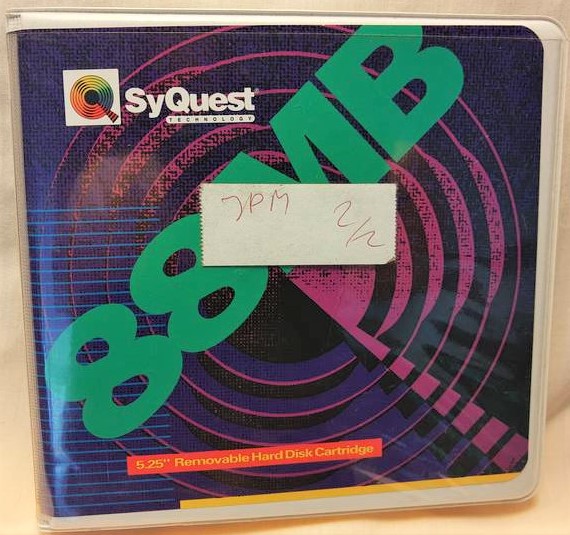 SyQuest®
TECHNOLOGY
88MB
JPM 2/2
5.25" Removable Hard Disk Cartridge